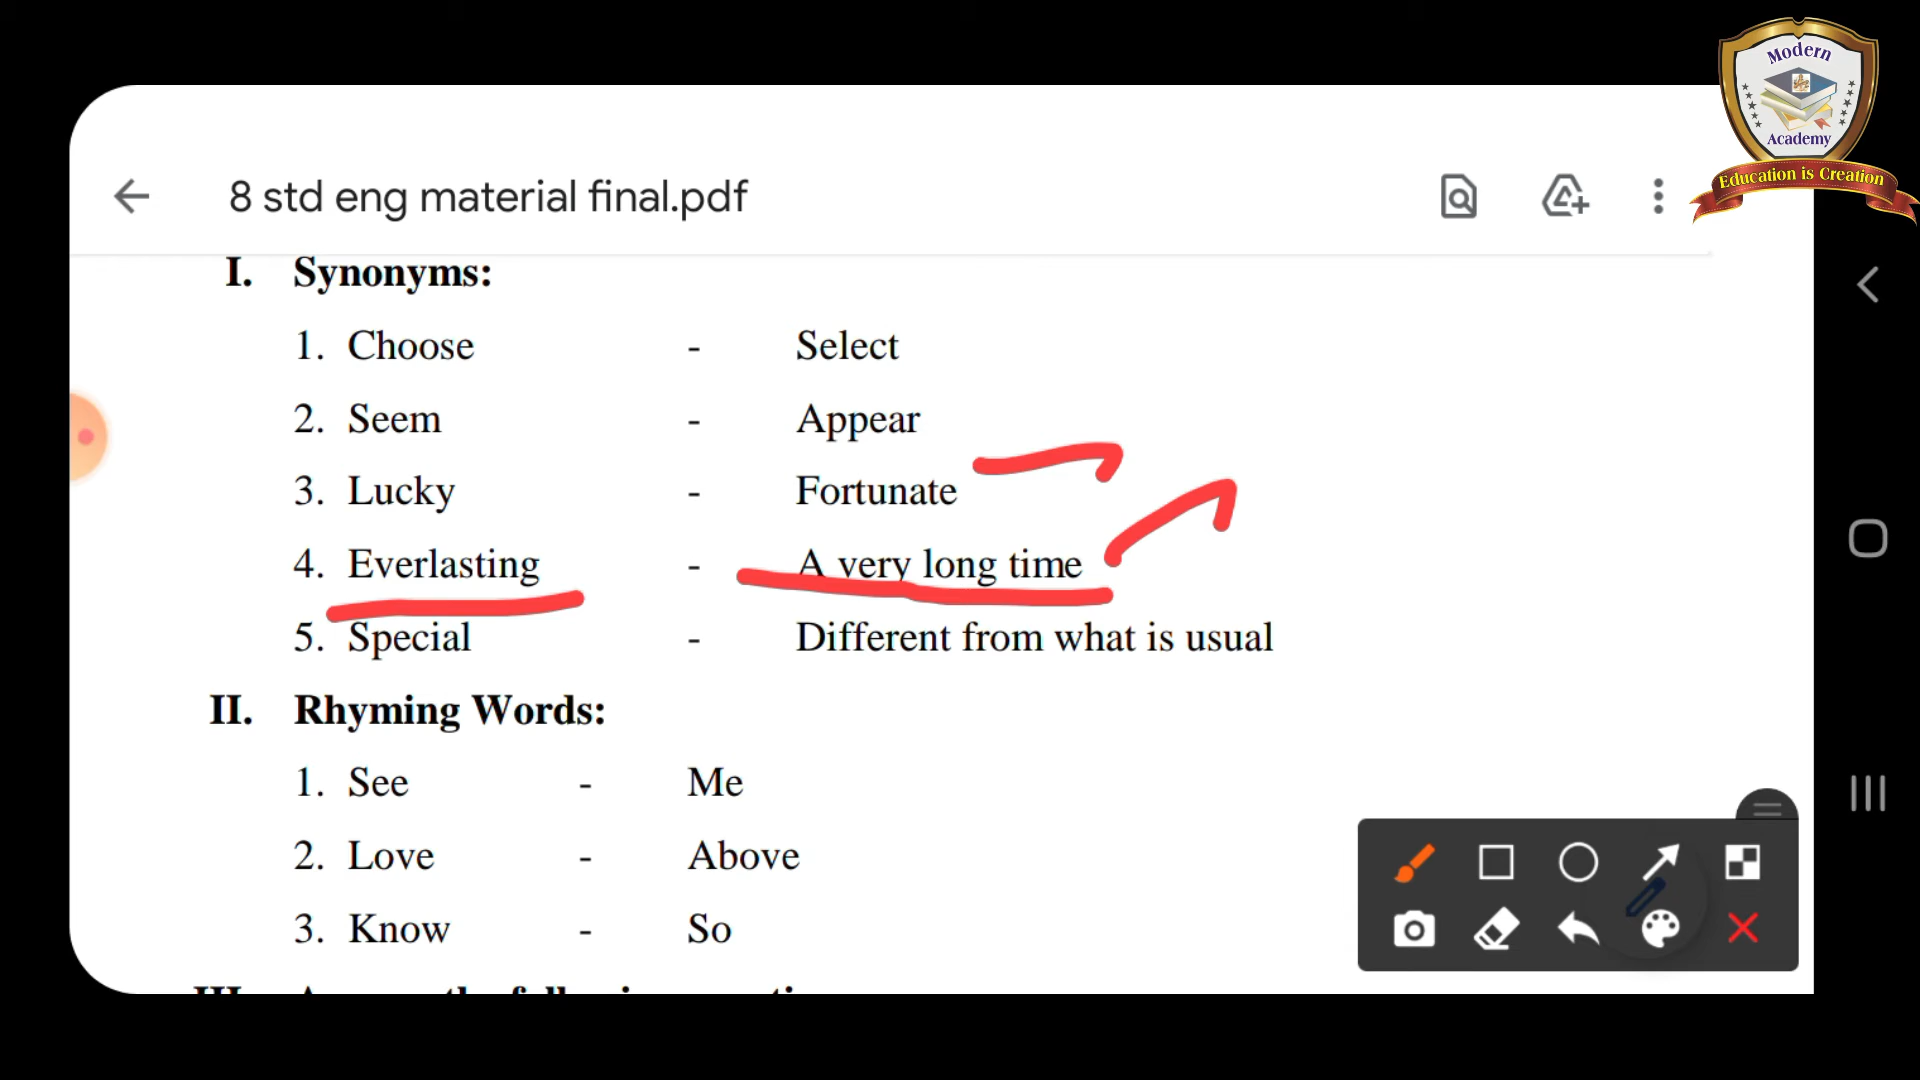 Modern
Academy
Education is Creation
8 std eng material final.pdf
I. Synonyms:
1. Choose - Select
2. Seem - Appear
3. Lucky - Fortunate
4. Everlasting - A very long time
5. Special - Different from what is usual
II. Rhyming Words:
1. See - Me
2. Love - Above
3. Know - So